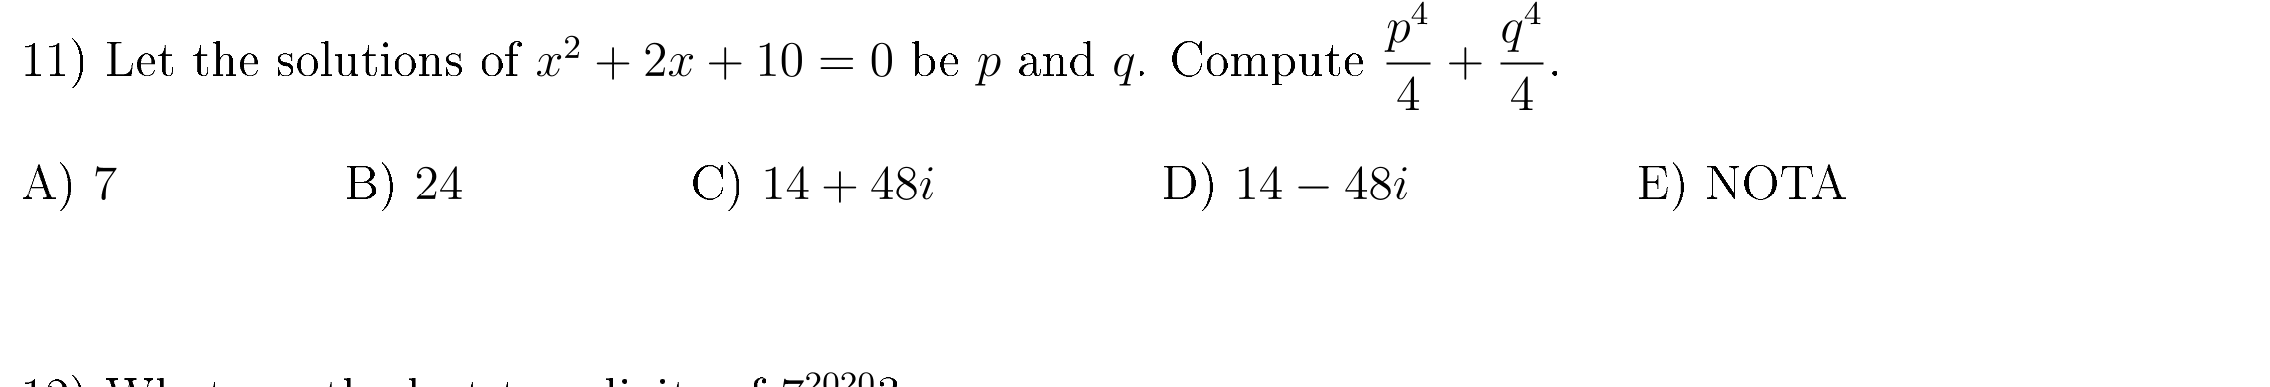 11) Let the solutions of x² + 2x + 10 = 0 be p and q. Compute p⁴/4 + q⁴/4.
A) 7 B) 24 C) 14 + 48i D) 14 − 48i E) NOTA